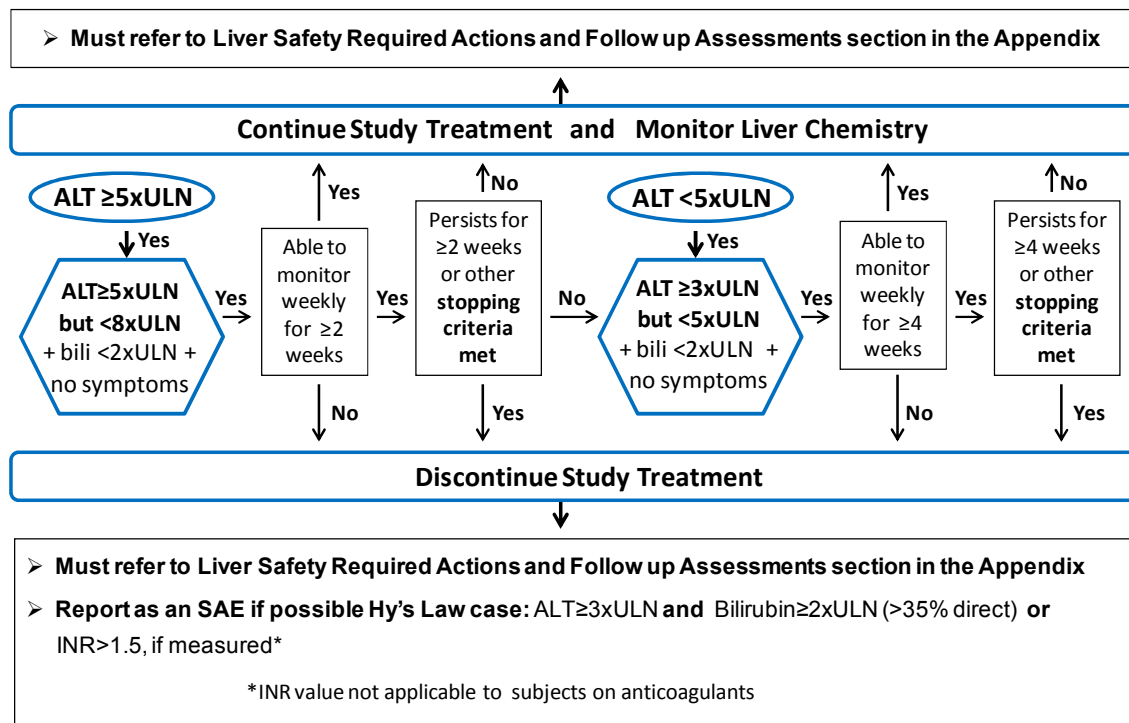 ➢ Must refer to Liver Safety Required Actions and Follow up Assessments section in the Appendix
Continue Study Treatment and Monitor Liver Chemistry
ALT ≥5xULN
Yes
ALT≥5xULN
but <8xULN
+ bili <2xULN +
no symptoms
Yes
Yes
Able to
monitor
weekly
for ≥2
weeks
No
Yes
No
Persists for
≥2 weeks
or other
stopping
criteria
met
Yes
No
ALT <5xULN
Yes
ALT ≥3xULN
but <5xULN
+ bili <2xULN +
no symptoms
Yes
Yes
Able to
monitor
weekly
for ≥4
weeks
No
Yes
No
Persists for
≥4 weeks
or other
stopping
criteria
met
Yes
Discontinue Study Treatment
➢ Must refer to Liver Safety Required Actions and Follow up Assessments section in the Appendix
➢ Report as an SAE if possible Hy's Law case: ALT≥3xULN and Bilirubin≥2xULN (>35% direct) or
INR>1.5, if measured*
*INR value not applicable to subjects on anticoagulants